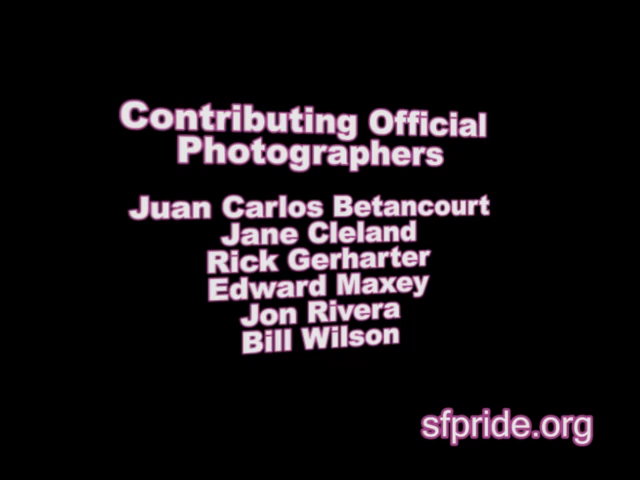 Contributing Official
Photographers
Juan Carlos Betancourt
Jane Cleland
Rick Gerharter
Edward Maxey
Jon Rivera
Bill Wilson
sfpride.org